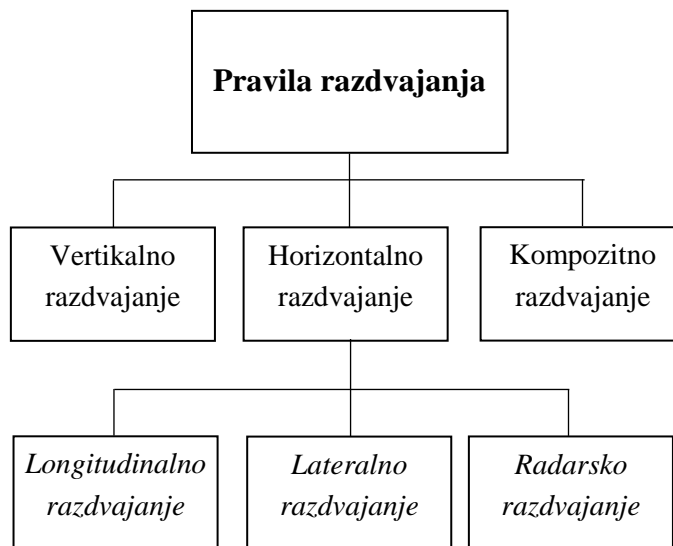 Pravila razdvajanja
Vertikalno
razdvajanje
Horizontalno
razdvajanje
Kompozitno
razdvajanje
Longitudinalno
razdvajanje
Lateralno
razdvajanje
Radarsko
razdvajanje